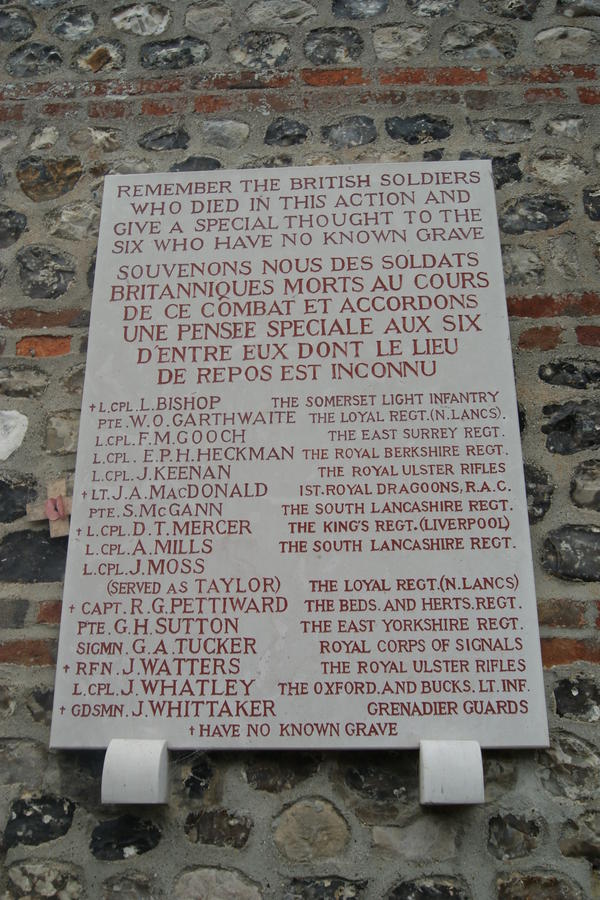 REMEMBER THE BRITISH SOLDIERS
WHO DIED IN THIS ACTION AND
GIVE A SPECIAL THOUGHT TO THE
SIX WHO HAVE NO KNOWN GRAVE
SOUVENONS NOUS DES SOLDATS
BRITANNIQUES MORTS AU COURS
DE CE CÔMBAT ET ACCORDONS
UNE PENSEE SPECIALE AUX SIX
D'ENTRE EUX DONT LE LIEU
DE REPOS EST INCONNU
† L.CPL. L. BISHOP THE SOMERSET LIGHT INFANTRY
PTE. W.O. GARTHWAITE THE LOYAL REGT.(N.LANCS).
L.CPL. F.M. GOOCH THE EAST SURREY REGT.
L.CPL. E.P.H. HECKMAN THE ROYAL BERKSHIRE REGT.
L.CPL. J. KEENAN THE ROYAL ULSTER RIFLES
† LT. J.A. MACDONALD 1ST. ROYAL DRAGOONS, R.A.C.
PTE. S. McGANN THE SOUTH LANCASHIRE REGT.
† L.CPL. D.T. MERCER THE KING'S REGT.(LIVERPOOL)
L.CPL. A. MILLS THE SOUTH LANCASHIRE REGT.
L.CPL. J. MOSS
(SERVED AS TAYLOR) THE LOYAL REGT.(N.LANCS)
† CAPT. R.G. PETTIWARD THE BEDS. AND HERTS. REGT.
PTE. G.H. SUTTON THE EAST YORKSHIRE REGT.
SIGMN. G.A. TUCKER ROYAL CORPS OF SIGNALS
† RFN. J. WATTERS THE ROYAL ULSTER RIFLES
L.CPL. J. WHATLEY THE OXFORD. AND BUCKS. LT. INF.
† GDSMN. J. WHITTAKER GRENADIER GUARDS
† HAVE NO KNOWN GRAVE